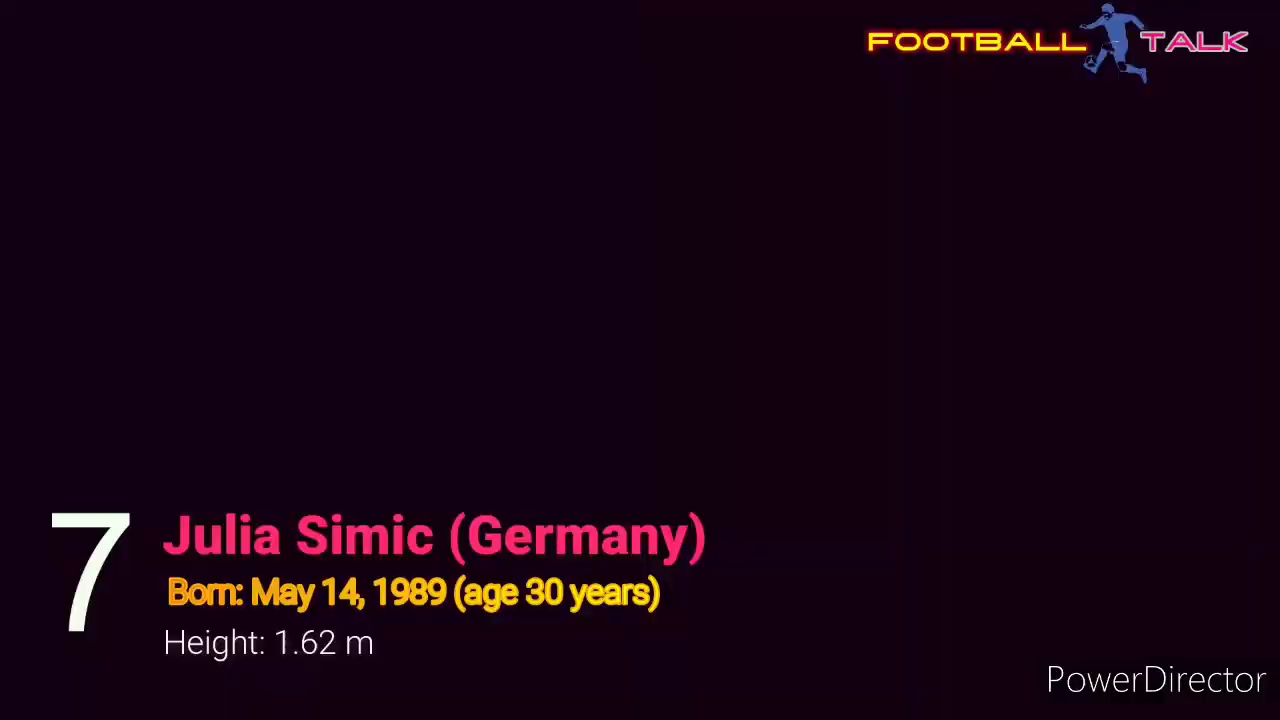 FOOTBALL TALK
7
Julia Simic (Germany)
Born: May 14, 1989 (age 30 years)
Height: 1.62 m
PowerDirector